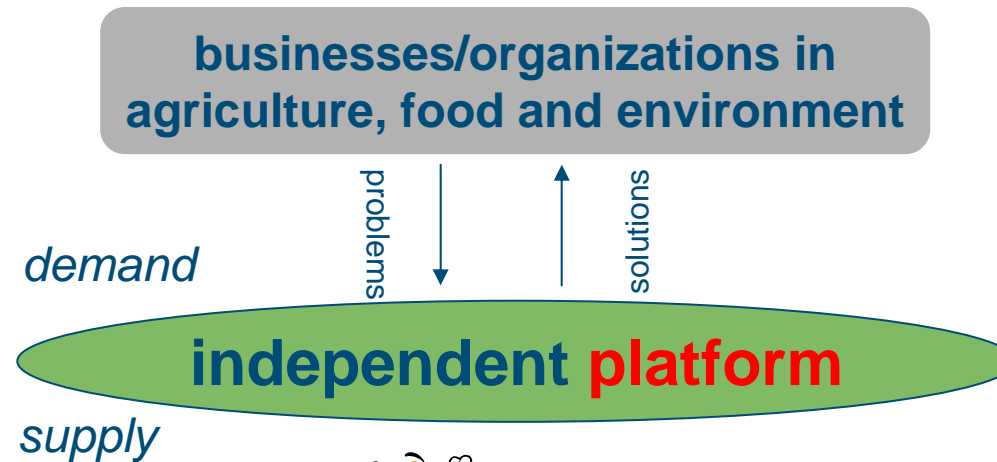 businesses/organizations in
agriculture, food and environment
problems
solutions
demand
independent platform
supply